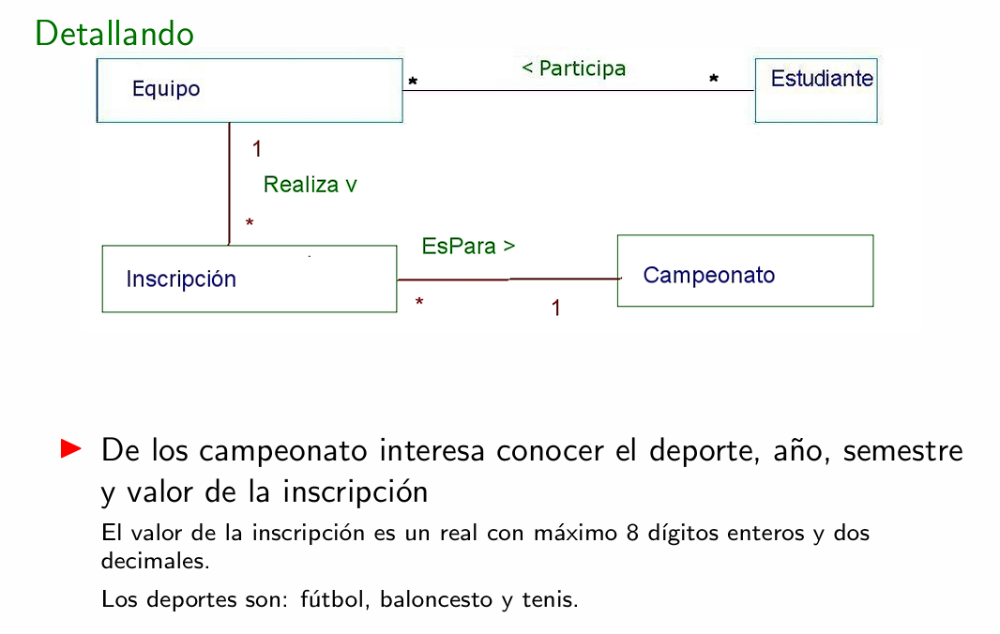 Detallando
Equipo
*
< Participa
*
Estudiante
1
Realiza v
*
Inscripción
EsPara >
*
1
Campeonato
De los campeonato interesa conocer el deporte, año, semestre
y valor de la inscripción
El valor de la inscripción es un real con máximo 8 dígitos enteros y dos
decimales.
Los deportes son: fútbol, baloncesto y tenis.